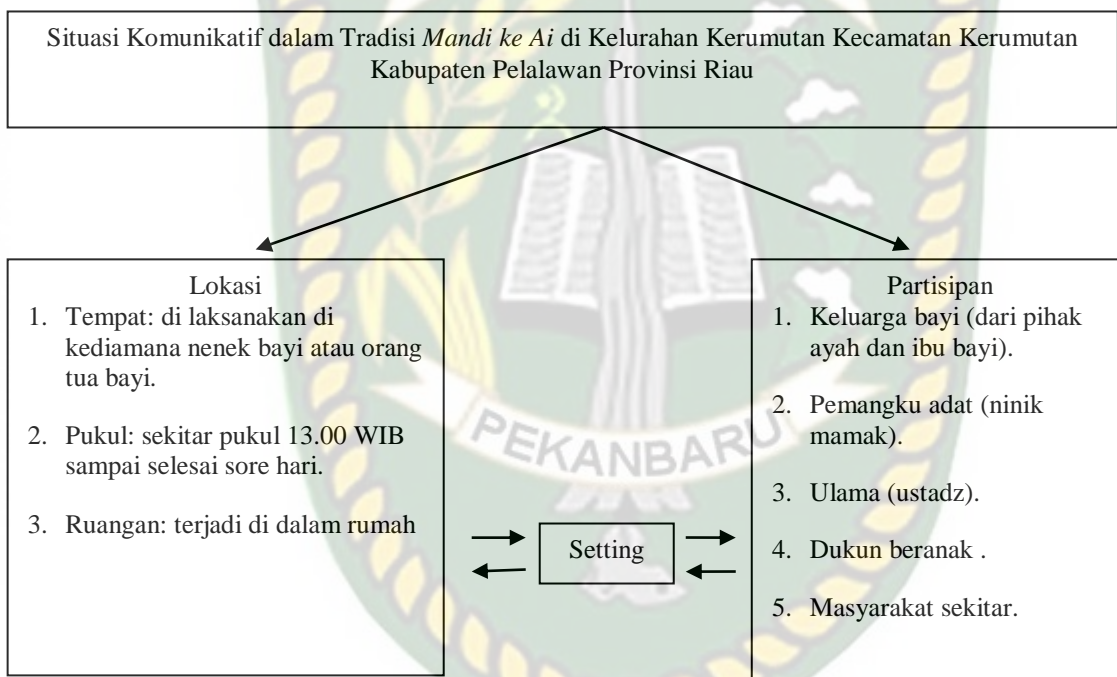 Situasi Komunikatif dalam Tradisi Mandi ke Ai di Kelurahan Kerumutan Kecamatan Kerumutan
Kabupaten Pelalawan Provinsi Riau
Lokasi
1. Tempat: di laksanakan di
kediamana nenek bayi atau orang
tua bayi.
2. Pukul: sekitar pukul 13.00 WIB
sampai selesai sore hari.
3. Ruangan: terjadi di dalam rumah
Setting
Partisipan
1. Keluarga bayi (dari pihak
ayah dan ibu bayi).
2. Pemangku adat (ninik
mamak).
3. Ulama (ustadz).
4. Dukun beranak .
5. Masyarakat sekitar.
PEKANBARU